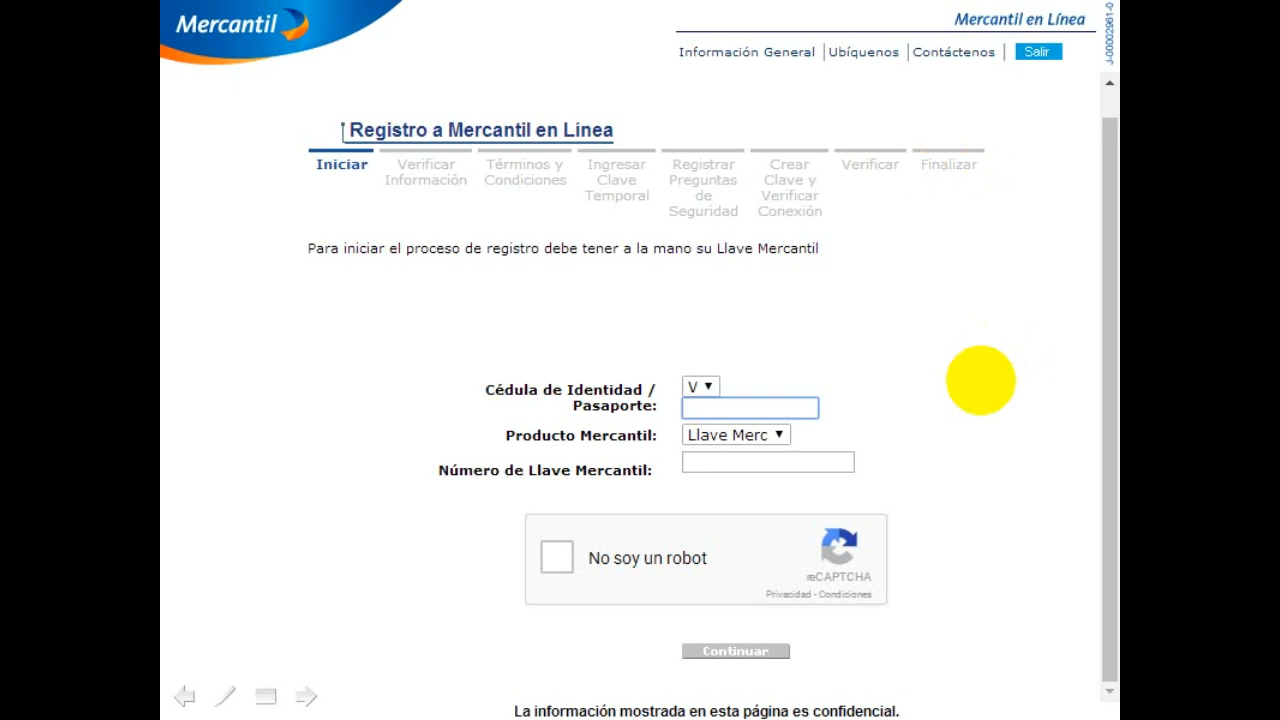 Mercantil
Mercantil en Línea
Información General
Ubíquenos
Contáctenos
Salir
J-00002961-0
Registro a Mercantil en Línea
Iniciar
Verificar
Información
Términos y
Condiciones
Ingresar
Clave
Temporal
Registrar
Preguntas
de
Seguridad
Crear
Clave y
Verificar
Conexión
Verificar
Finalizar
Para iniciar el proceso de registro debe tener a la mano su Llave Mercantil
Cédula de Identidad /
Pasaporte:
V
Producto Mercantil:
Llave Merc
Número de Llave Mercantil:
No soy un robot
reCAPTCHA
Privacidad - Condiciones
Continuar
La información mostrada en esta página es confidencial.